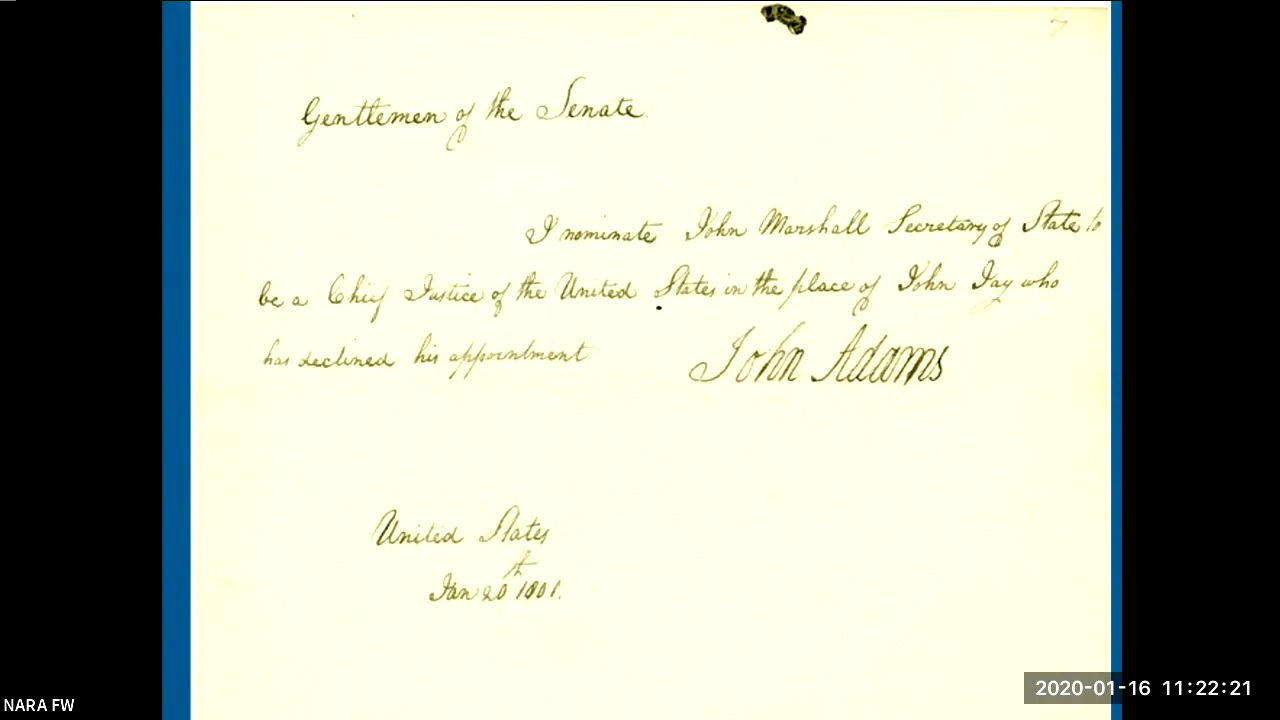 7
Gentlemen of the Senate.
I nominate John Marshall Secretary of State to
be a Chief Justice of the United States in the place of John Jay who
has declined his appointment
John Adams
United States
Jan 20th 1801.
NARA FW
2020-01-16 11:22:21